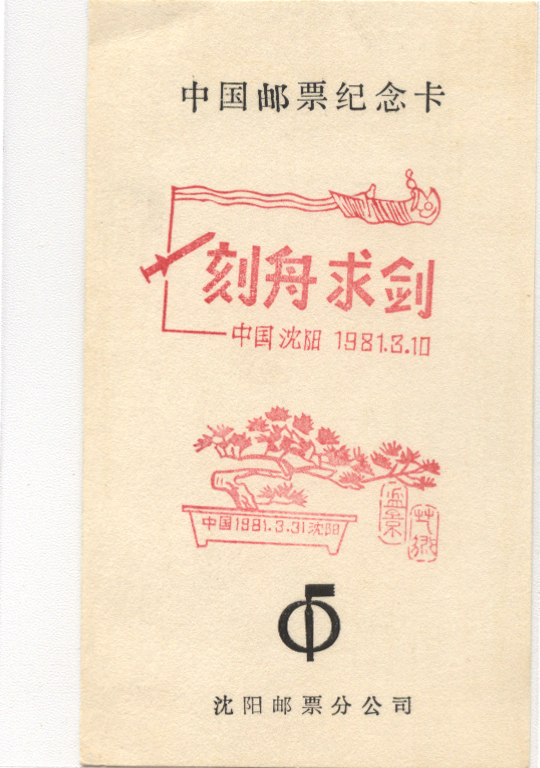 中国邮票纪念卡
刻舟求剑
中国沈阳 1981.3.10
中国1981.3.31沈阳
盆景
艺术
沈阳邮票分公司